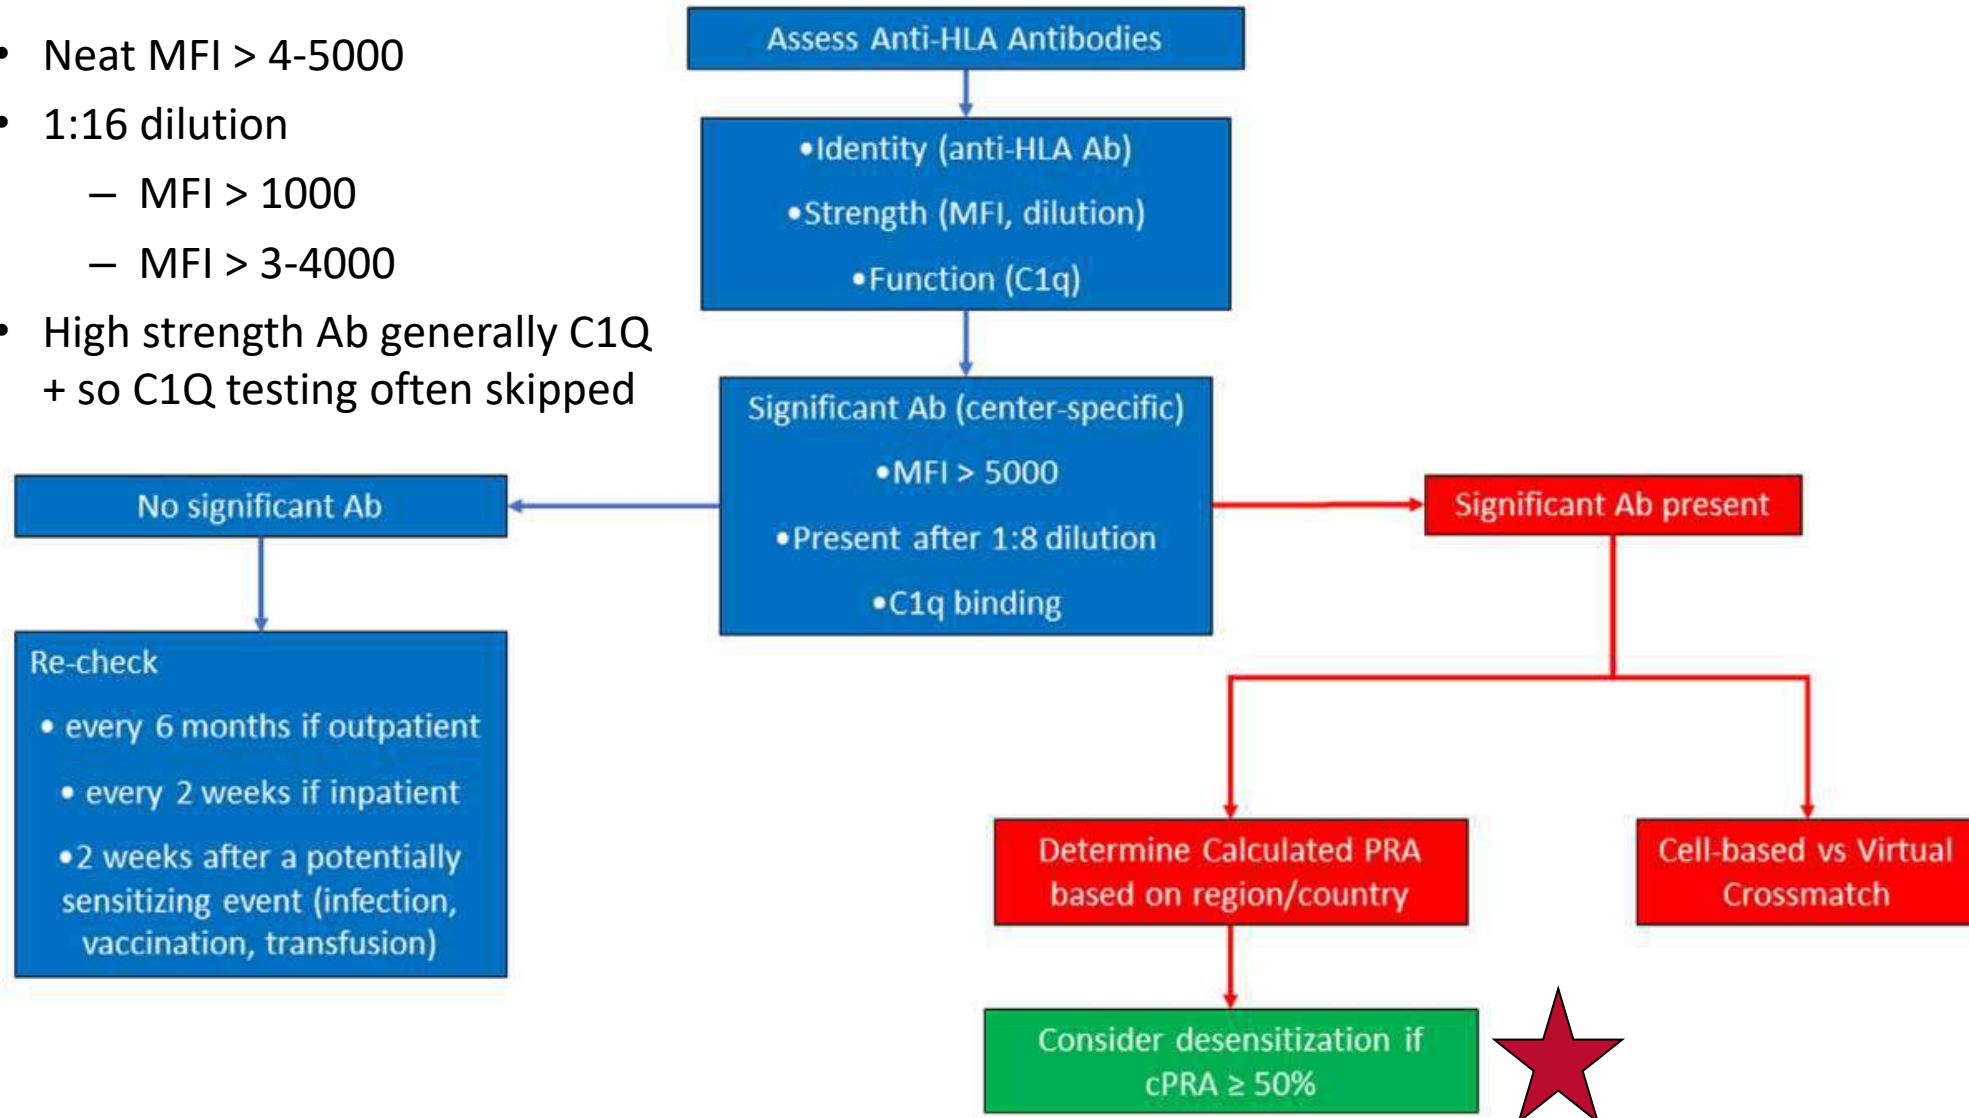 • Neat MFI > 4-5000
• 1:16 dilution
– MFI > 1000
– MFI > 3-4000
• High strength Ab generally C1Q
+ so C1Q testing often skipped
Assess Anti-HLA Antibodies
•Identity (anti-HLA Ab)
•Strength (MFI, dilution)
•Function (C1q)
Significant Ab (center-specific)
•MFI > 5000
•Present after 1:8 dilution
•C1q binding
No significant Ab
Re-check
• every 6 months if outpatient
• every 2 weeks if inpatient
•2 weeks after a potentially
sensitizing event (infection,
vaccination, transfusion)
Significant Ab present
Determine Calculated PRA
based on region/country
Cell-based vs Virtual
Crossmatch
Consider desensitization if
cPRA ≥ 50%